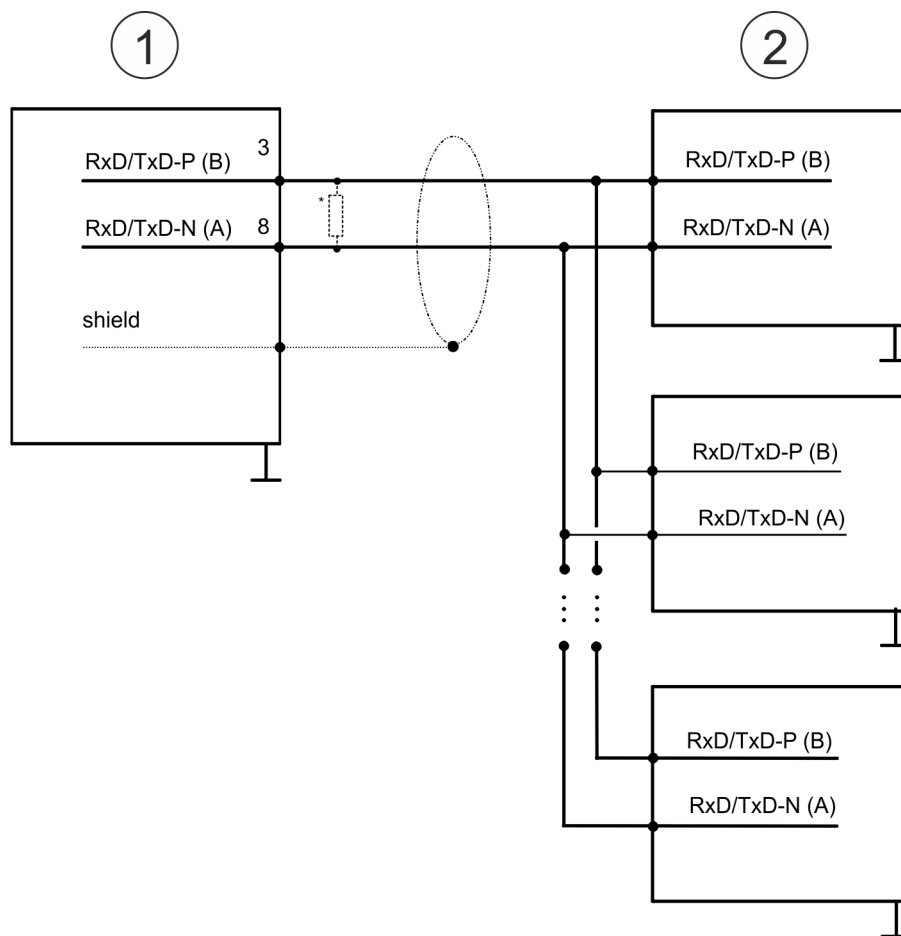 1
2
RxD/TxD-P (B)
3
RxD/TxD-P (B)
*
RxD/TxD-N (A)
8
RxD/TxD-N (A)
shield
RxD/TxD-P (B)
RxD/TxD-N (A)
RxD/TxD-P (B)
RxD/TxD-N (A)